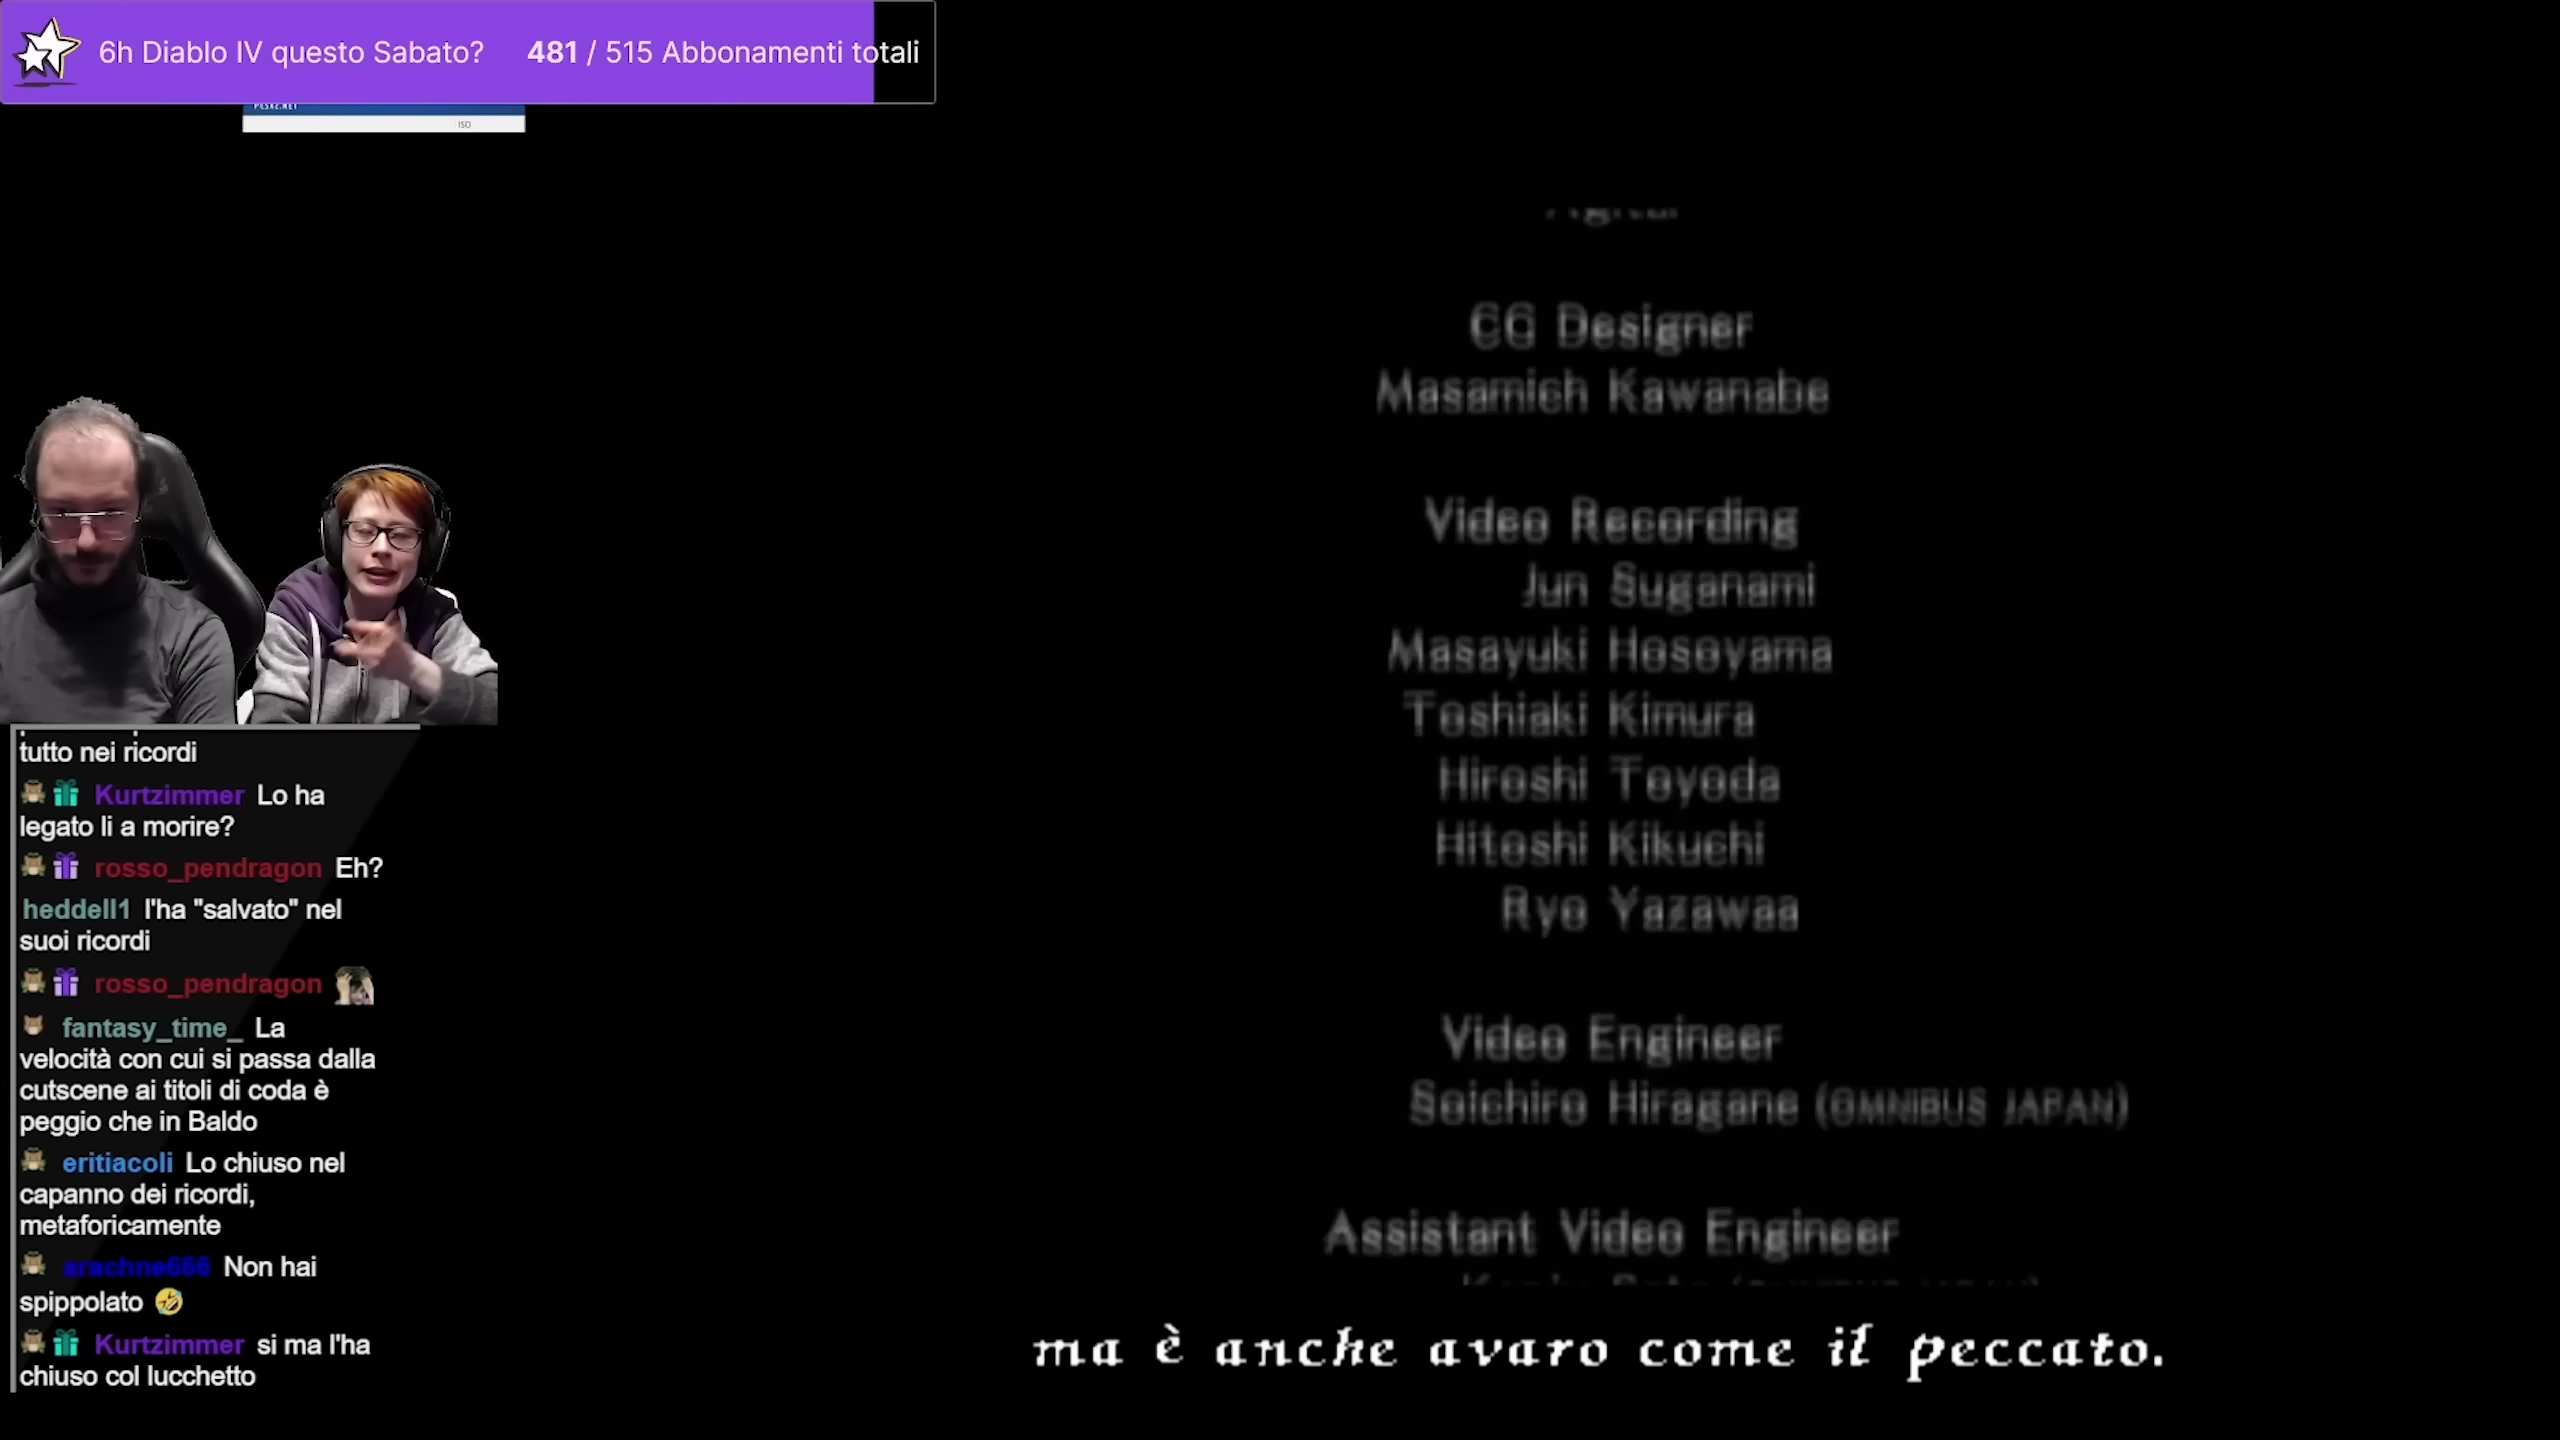 6h Diablo IV questo Sabato? 481 / 515 Abbonamenti totali
ISO
CG Designer
Masamich Kawanabe
Video Recording
Jun Suganami
Masayuki Hosoyama
Toshiaki Kimura
Hiroshi Toyoda
Hitoshi Kikuchi
Ryo Yazawaa
Video Engineer
Soichiro Hiragane (OMNIBUS JAPAN)
Assistant Video Engineer
ma è anche avaro come il peccato.
tutto nei ricordi
Kurtzimmer Lo ha
legato li a morire?
rosso_pendragon Eh?
heddell1 l'ha "salvato" nel
suoi ricordi
rosso_pendragon
fantasy_time_ La
velocità con cui si passa dalla
cutscene ai titoli di coda è
peggio che in Baldo
eritiacoli Lo chiuso nel
capanno dei ricordi,
metaforicamente
arachne666 Non hai
spippolato 🤣
Kurtzimmer si ma l'ha
chiuso col lucchetto